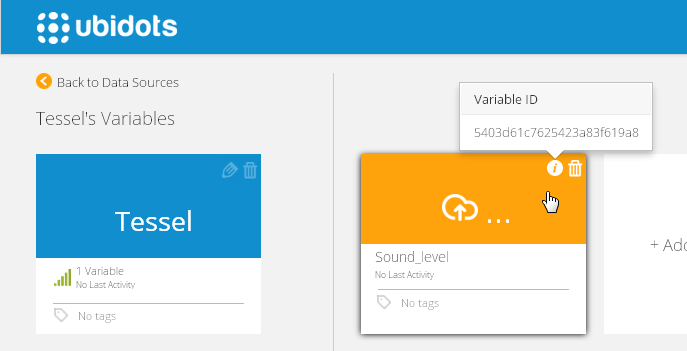 ubidots
Back to Data Sources
Tessel's Variables
Variable ID
5403d61c7625423a83f619a8
Tessel
1 Variable
No Last Activity
No tags
...
Sound_level
No Last Activity
No tags
+ Add